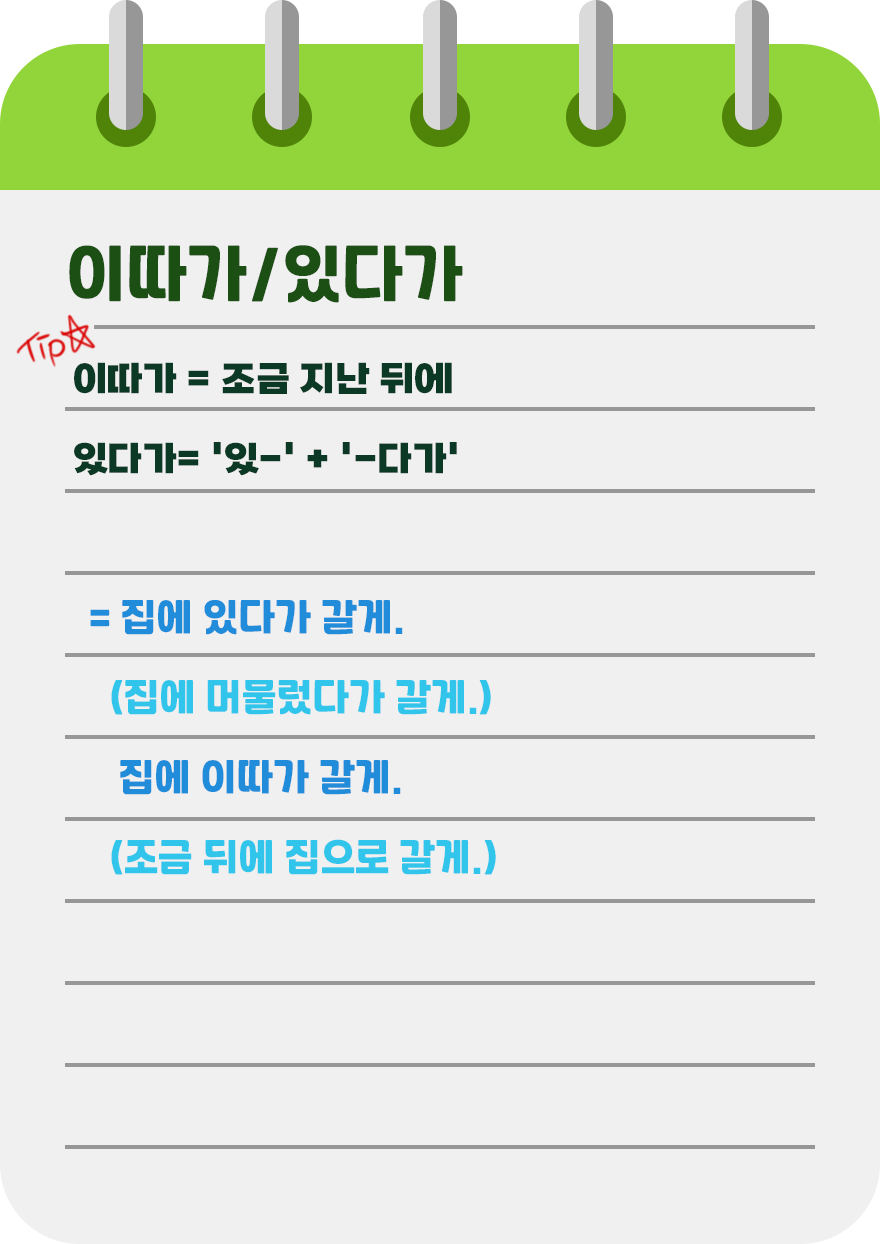 이따가/있다가
Tip☆
이따가 = 조금 지난 뒤에
있다가= '있-' + '-다가'
= 집에 있다가 갈게.
(집에 머물렀다가 갈게.)
집에 이따가 갈게.
(조금 뒤에 집으로 갈게.)